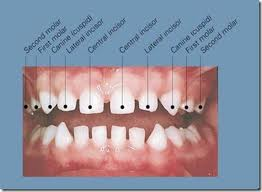 Second molar
First molar
Canine (cuspid)
Lateral incisor
Central incisor
Central incisor
Lateral incisor
Canine (cuspid)
First molar
Second molar